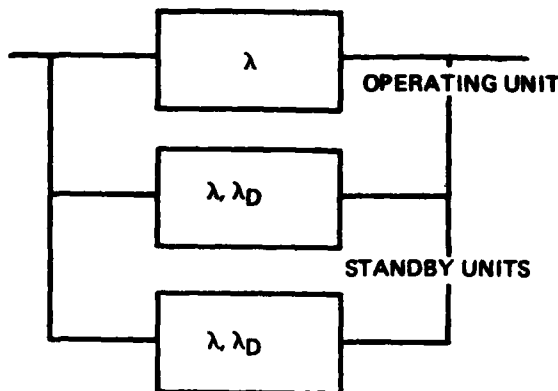 λ
OPERATING UNIT
λ, λD
STANDBY UNITS
λ, λD